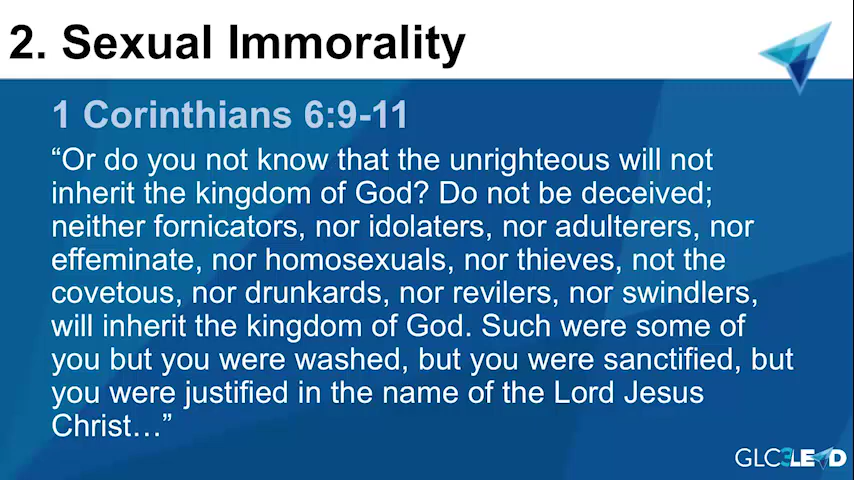 2. Sexual Immorality
1 Corinthians 6:9-11
“Or do you not know that the unrighteous will not
inherit the kingdom of God? Do not be deceived;
neither fornicators, nor idolaters, nor adulterers, nor
effeminate, nor homosexuals, nor thieves, not the
covetous, nor drunkards, nor revilers, nor swindlers,
will inherit the kingdom of God. Such were some of
you but you were washed, but you were sanctified, but
you were justified in the name of the Lord Jesus
Christ…”
GLC3LEAD